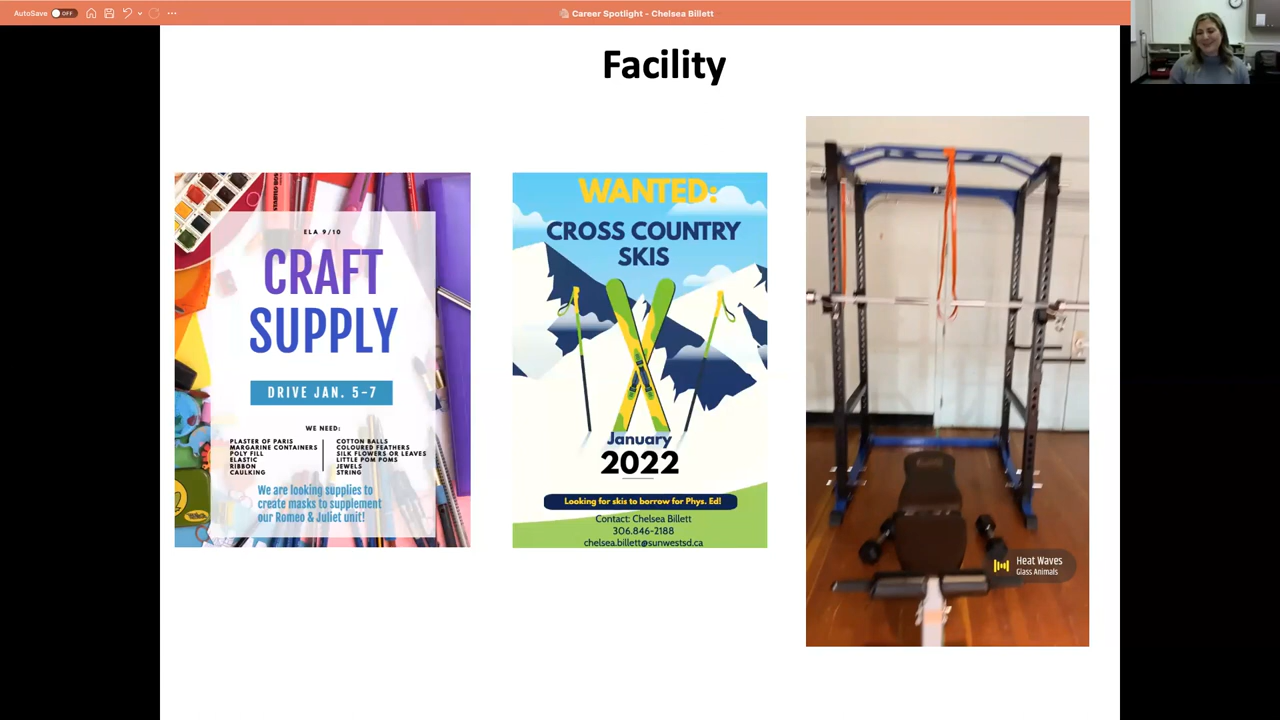 AutoSave OFF
Career Spotlight - Chelsea Billett
Facility
ELA 9/10
CRAFT
SUPPLY
DRIVE JAN. 5-7
WE NEED:
PLASTER OF PARIS
MARGARINE CONTAINERS
POLY FILL
ELASTIC
RIBBON
CAULKING
COTTON BALLS
COLOURED FEATHERS
SILK FLOWERS OR LEAVES
LITTLE POM POMS
JEWELS
STRING
We are looking supplies to
create masks to supplement
our Romeo & Juliet unit!
WANTED:
CROSS COUNTRY
SKIS
January
2022
Looking for skis to borrow for Phys. Ed!
Contact: Chelsea Billett
306.846-2188
chelsea.billett@sunwestsd.ca
Heat Waves
Glass Animals